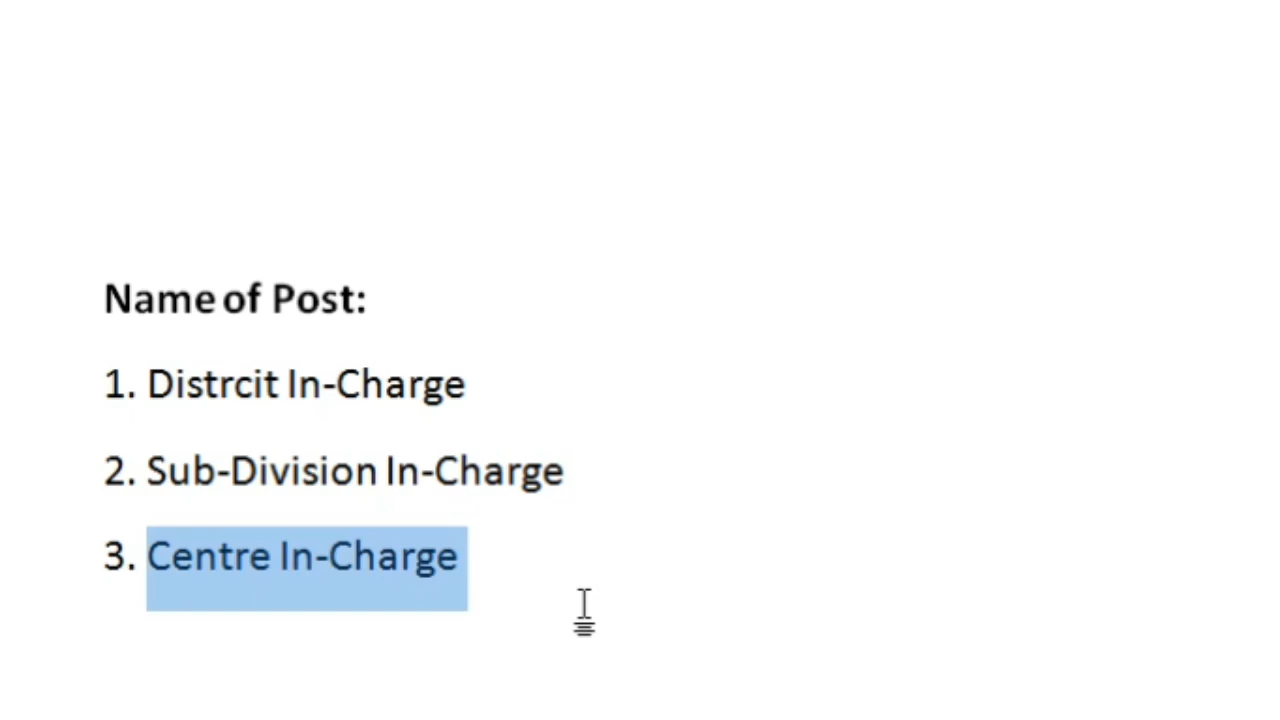 Name of Post:
1. Distrcit In-Charge
2. Sub-Division In-Charge
3. Centre In-Charge